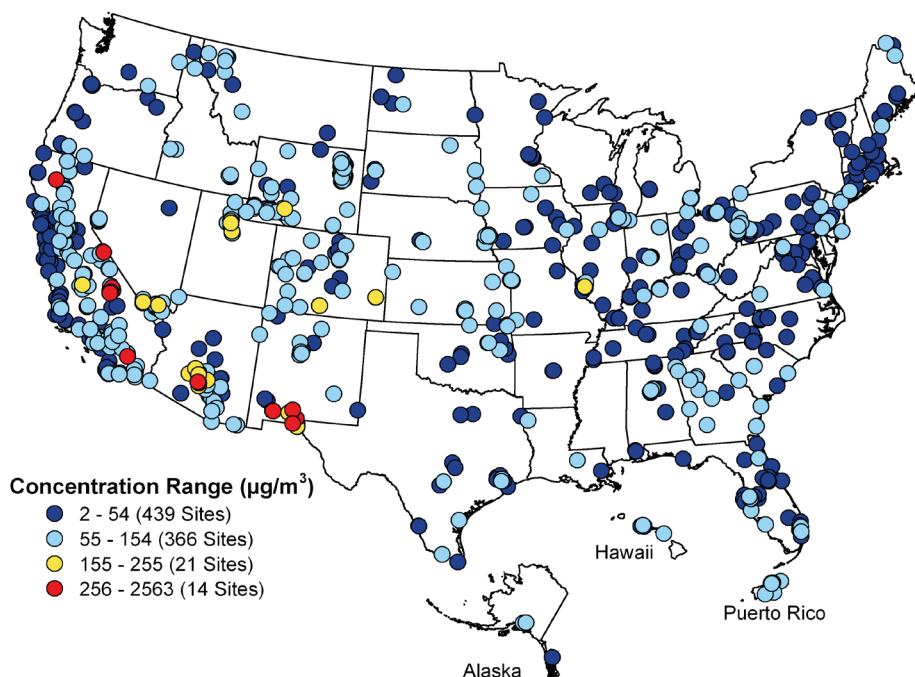 Hawaii
Puerto Rico
Alaska
Concentration Range (µg/m³)
2 - 54 (439 Sites)
55 - 154 (366 Sites)
155 - 255 (21 Sites)
256 - 2563 (14 Sites)